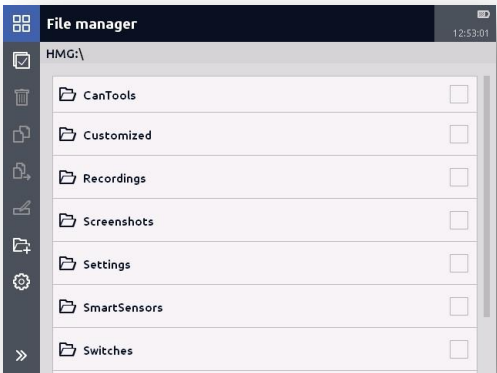 File manager
12:53:01
HMG:\
CanTools
Customized
Recordings
Screenshots
Settings
SmartSensors
Switches